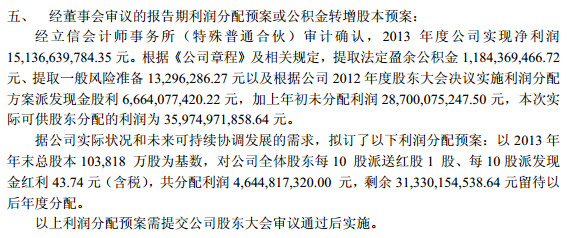 五、 经董事会审议的报告期利润分配预案或公积金转增股本预案：
经立信会计师事务所（特殊普通合伙）审计确认，2013 年度公司实现净利润
15,136,639,784.35 元。根据《公司章程》及相关规定，提取法定盈余公积金 1,184,369,466.72
元、提取一般风险准备 13,296,286.27 元以及根据公司 2012 年度股东大会决议实施利润分配
方案派发现金股利 6,664,077,420.22 元，加上年初未分配利润 28,700,075,247.50 元，本次实
际可供股东分配的利润为 35,974,971,858.64 元。
据公司实际状况和未来可持续协调发展的需求，拟订了以下利润分配预案：以 2013 年
年末总股本 103,818 万股为基数，对公司全体股东每 10 股派送红股 1 股、每 10 股派发现
金红利 43.74 元（含税），共分配利润 4,644,817,320.00 元，剩余 31,330,154,538.64 元留待以
后年度分配。
以上利润分配预案需提交公司股东大会审议通过后实施。